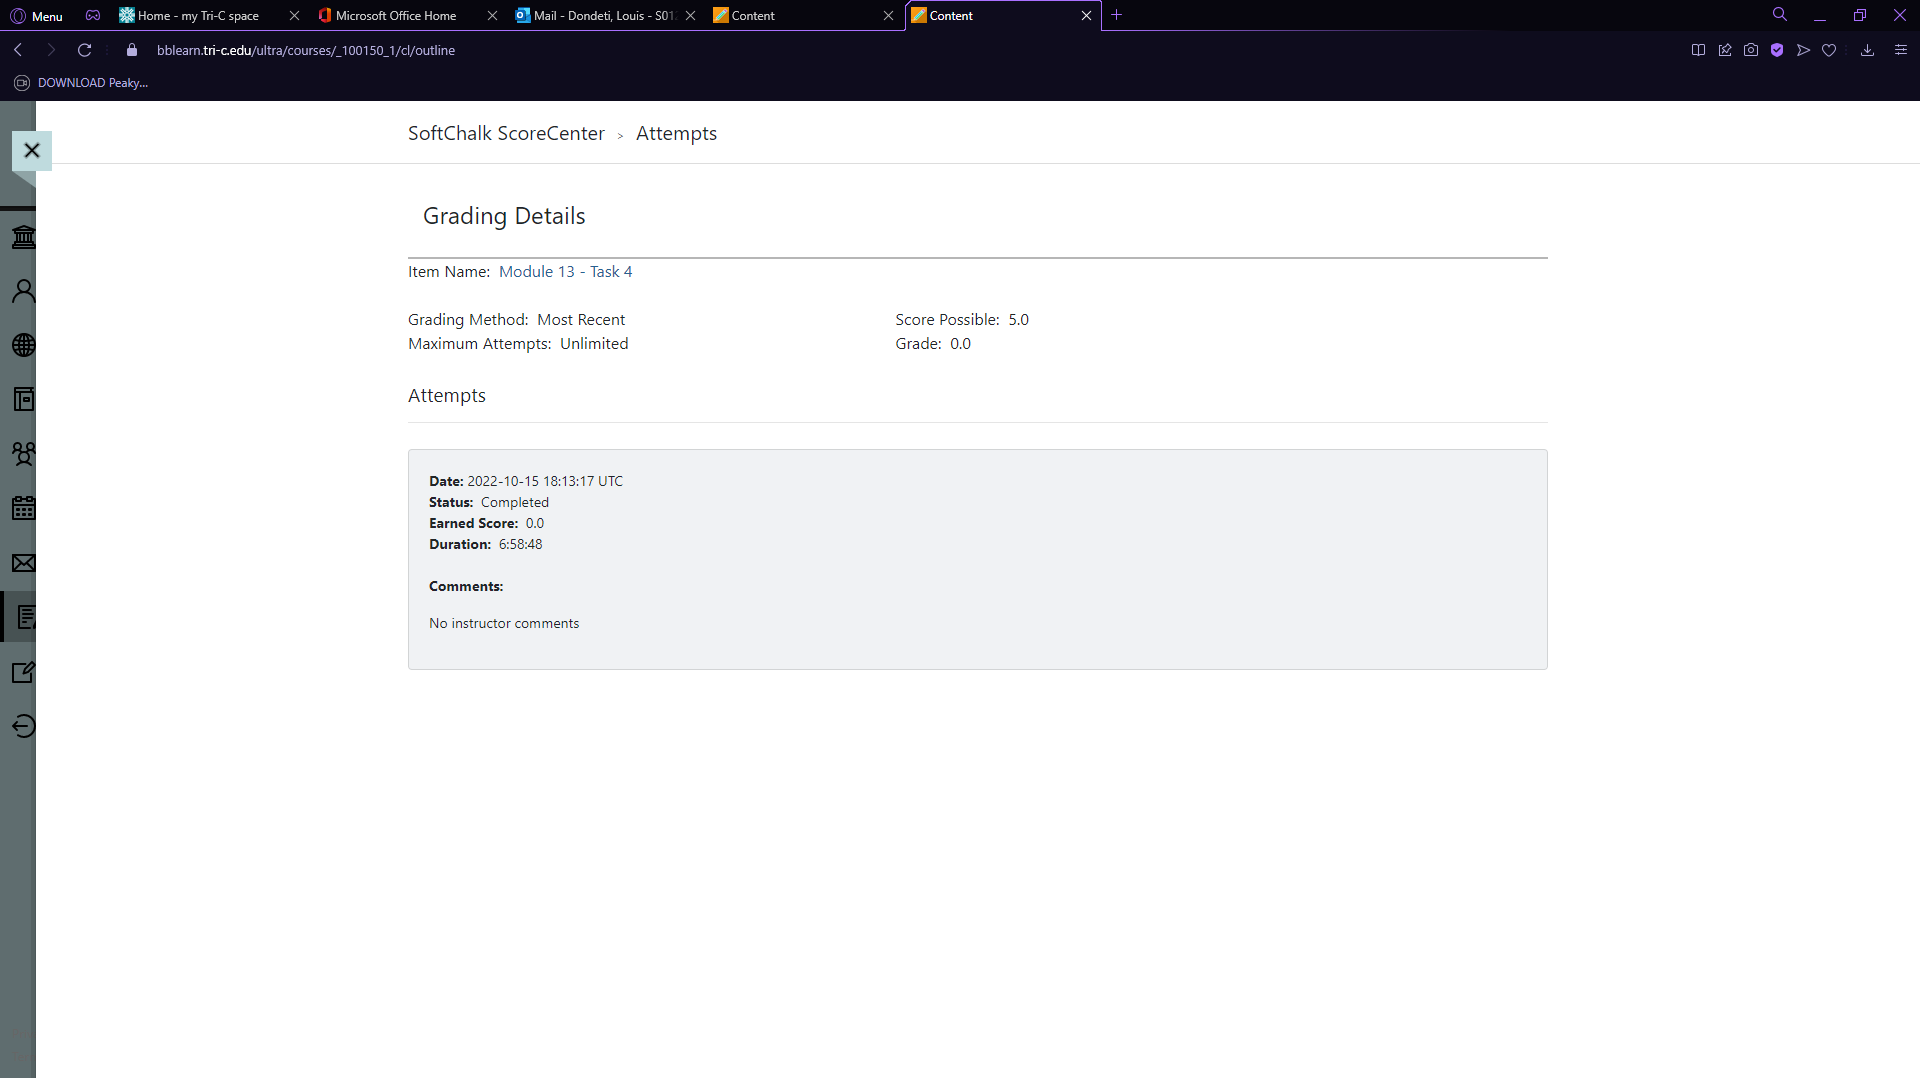 Menu
Home - my Tri-C space
Microsoft Office Home
Mail - Dondeti, Louis - S01
Content
Content
bblearn.tri-c.edu/ultra/courses/_100150_1/cl/outline
DOWNLOAD Peaky...
SoftChalk ScoreCenter > Attempts
Grading Details
Item Name: Module 13 - Task 4
Grading Method: Most Recent
Score Possible: 5.0
Maximum Attempts: Unlimited
Grade: 0.0
Attempts
Date: 2022-10-15 18:13:17 UTC
Status: Completed
Earned Score: 0.0
Duration: 6:58:48
Comments:
No instructor comments